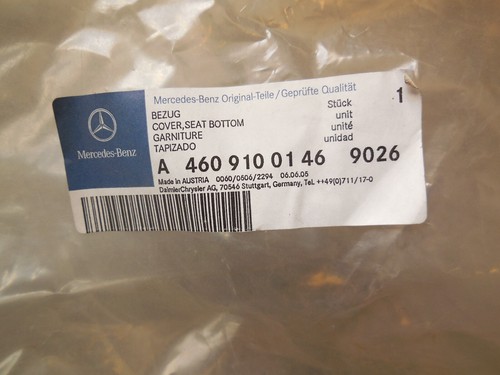 Mercedes-Benz Original-Teile / Geprüfte Qualität
BEZUG Stück 1
COVER,SEAT BOTTOM unit
GARNITURE unité
TAPIZADO unidad
Mercedes-Benz
A 460 910 01 46 9026
Made in AUSTRIA 0060/0506/2294 06.06.05
DaimlerChrysler AG, 70546 Stuttgart, Germany, Tel. ++49(0)711/17-0